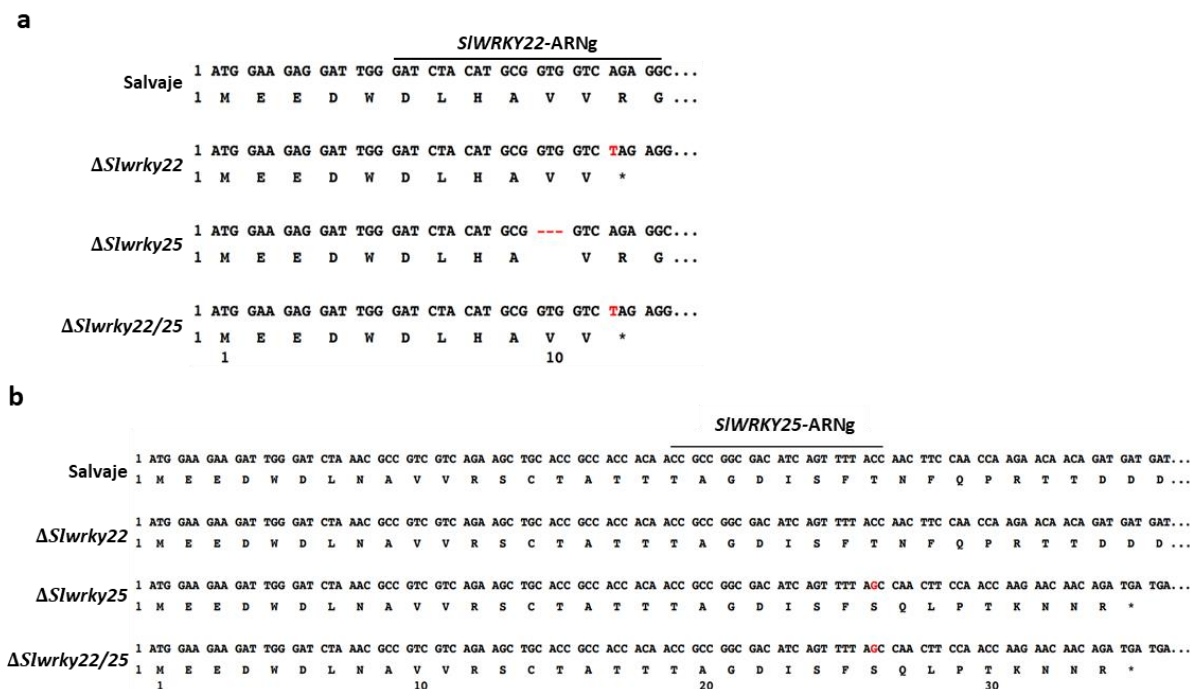 a
SlWRKY22-ARNg
Salvaje 1 ATG GAA GAG GAT TGG GAT CTA CAT GCG GTG GTC AGA GGC...
1 M E E D W D L H A V V R G ...
ΔSlwrky22 1 ATG GAA GAG GAT TGG GAT CTA CAT GCG GTG GTC TAG AGG...
1 M E E D W D L H A V V *
ΔSlwrky25 1 ATG GAA GAG GAT TGG GAT CTA CAT GCG --- GTC AGA GGC...
1 M E E D W D L H A V R G ...
ΔSlwrky22/25 1 ATG GAA GAG GAT TGG GAT CTA CAT GCG GTG GTC TAG AGG...
1 M E E D W D L H A V V *
1 10
b
SlWRKY25-ARNg
Salvaje 1 ATG GAA GAA GAT TGG GAT CTA AAC GCC GTC GTC AGA AGC TGC ACC GCC ACC ACA ACC GCC GGC GAC ATC AGT TTT ACC AAC TTC CAA CCA AGA ACA ACA GAT GAT GAT...
1 M E E D W D L N A V V R S C T A T T T A G D I S F T N F Q P R T T D D D ...
ΔSlwrky22 1 ATG GAA GAA GAT TGG GAT CTA AAC GCC GTC GTC AGA AGC TGC ACC GCC ACC ACA ACC GCC GGC GAC ATC AGT TTT ACC AAC TTC CAA CCA AGA ACA ACA GAT GAT GAT...
1 M E E D W D L N A V V R S C T A T T T A G D I S F T N F Q P R T T D D D ...
ΔSlwrky25 1 ATG GAA GAA GAT TGG GAT CTA AAC GCC GTC GTC AGA AGC TGC ACC GCC ACC ACA ACC GCC GGC GAC ATC AGT TTT AGC CAA CTT CCA ACC AAG AAC AAC AGA TGA TGA...
1 M E E D W D L N A V V R S C T A T T T A G D I S F S Q L P T K N N R *
ΔSlwrky22/25 1 ATG GAA GAA GAT TGG GAT CTA AAC GCC GTC GTC AGA AGC TGC ACC GCC ACC ACA ACC GCC GGC GAC ATC AGT TTT AGC CAA CTT CCA ACC AAG AAC AAC AGA TGA TGA...
1 M E E D W D L N A V V R S C T A T T T A G D I S F S Q L P T K N N R *
1 10 20 30